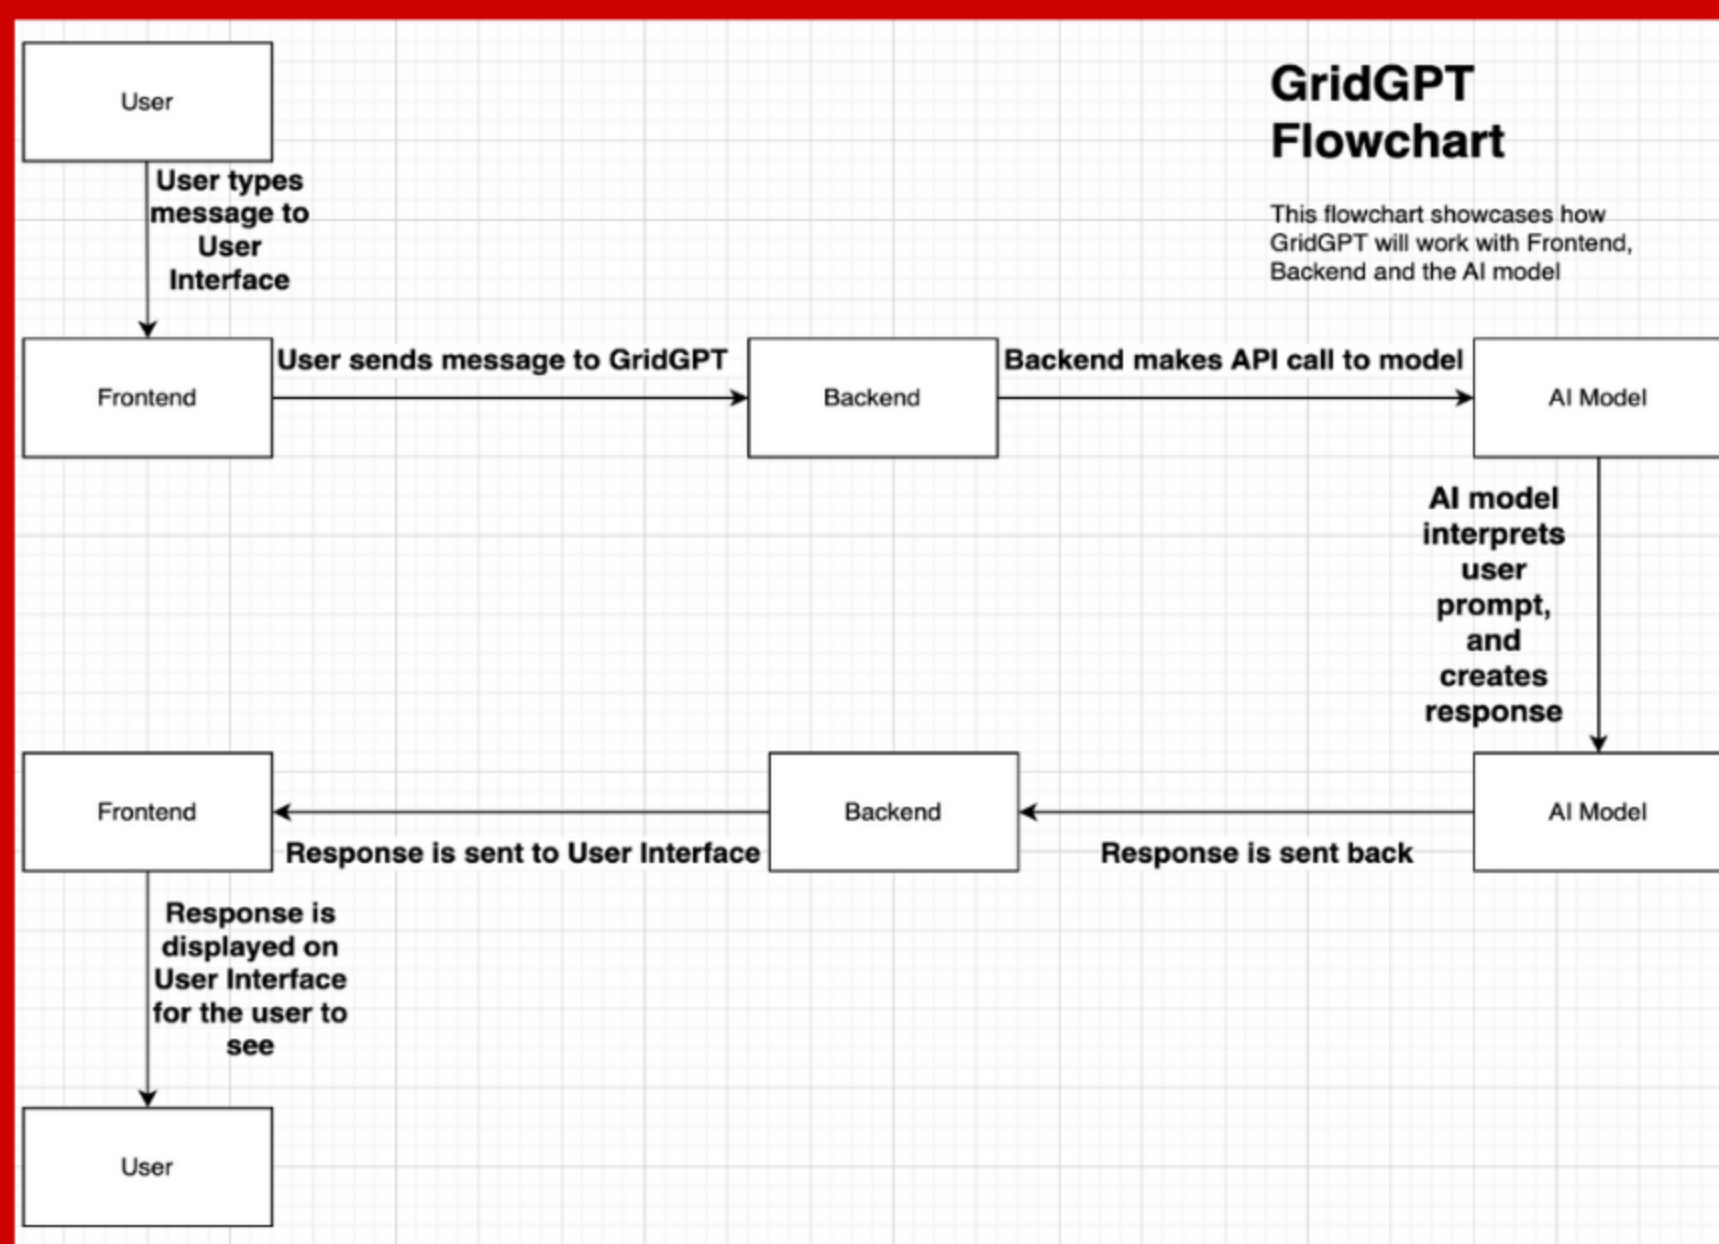 User
GridGPT
Flowchart
This flowchart showcases how
GridGPT will work with Frontend,
Backend and the AI model
User types
message to
User
Interface
Frontend
User sends message to GridGPT
Backend
Backend makes API call to model
AI Model
AI model
interprets
user
prompt,
and
creates
response
Frontend
Response is sent to User Interface
Backend
Response is sent back
AI Model
Response is
displayed on
User Interface
for the user to
see
User